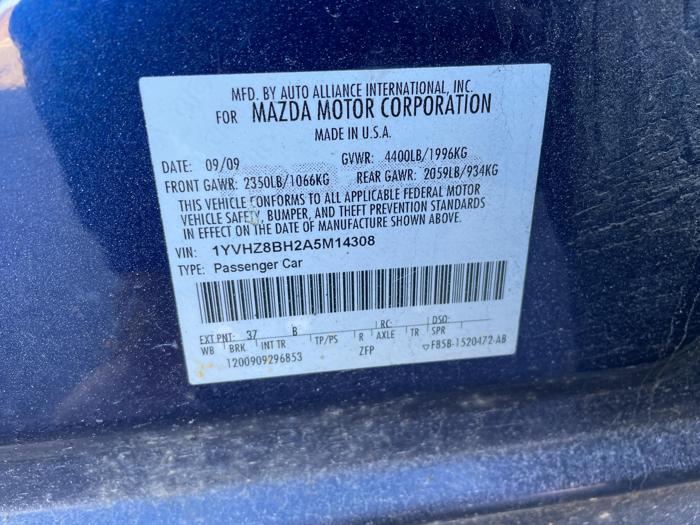 MFD. BY AUTO ALLIANCE INTERNATIONAL, INC.
FOR MAZDA MOTOR CORPORATION
MADE IN U.S.A.
DATE: 09/09 GVWR: 4400LB/1996KG
FRONT GAWR: 2350LB/1066KG REAR GAWR: 2059LB/934KG
THIS VEHICLE CONFORMS TO ALL APPLICABLE FEDERAL MOTOR
VEHICLE SAFETY, BUMPER, AND THEFT PREVENTION STANDARDS
IN EFFECT ON THE DATE OF MANUFACTURE SHOWN ABOVE.
VIN: 1YVHZ8BH2A5M14308
TYPE: Passenger Car
EXT PNT: 37 B RC: DSO:
WB BRK INT TR TP/PS R AXLE TR SPR
1200909296853 ZFP F85B-1520472-AB